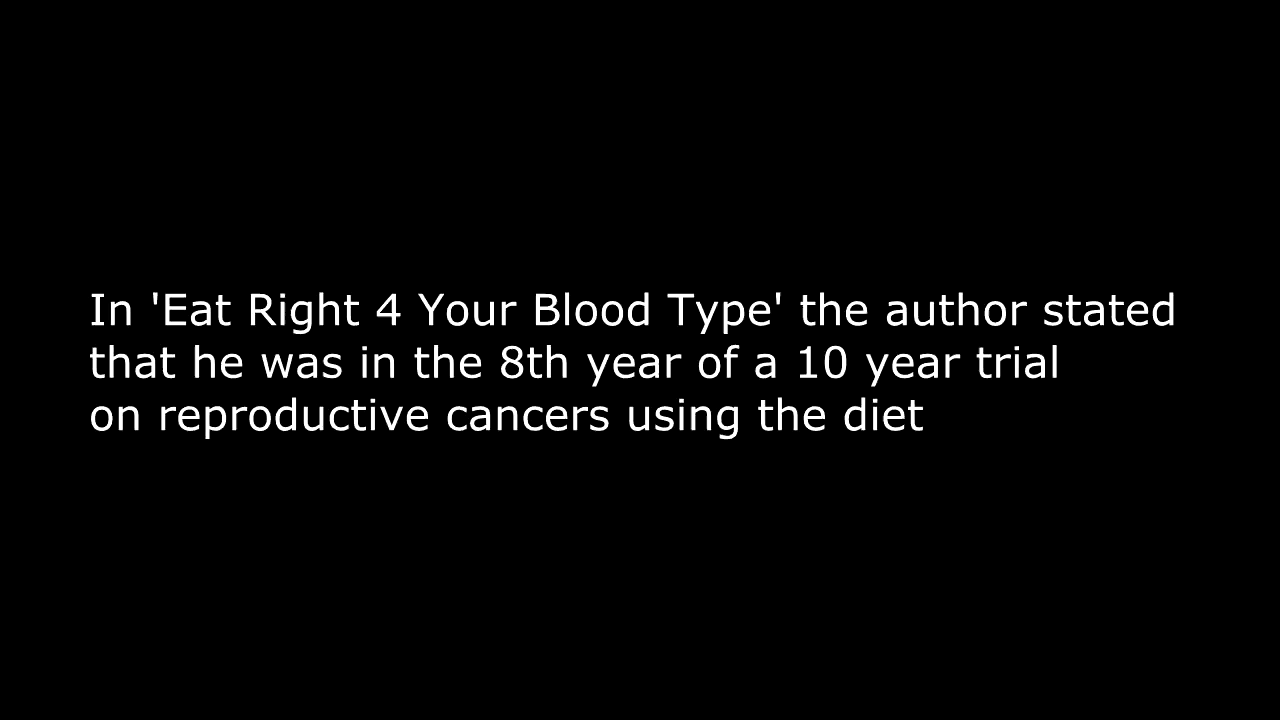 In 'Eat Right 4 Your Blood Type' the author stated
that he was in the 8th year of a 10 year trial
on reproductive cancers using the diet